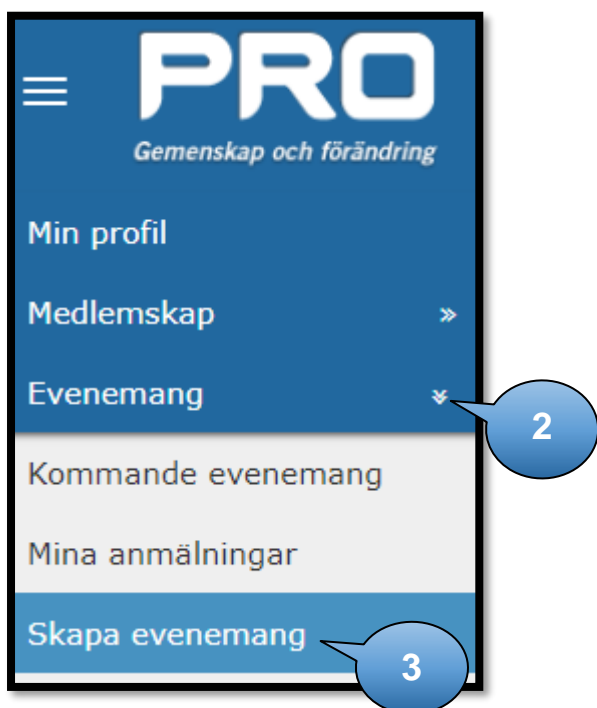 PRO
Gemenskap och förändring
Min profil
Medlemskap »
Evenemang
2
Kommande evenemang
Mina anmälningar
Skapa evenemang
3